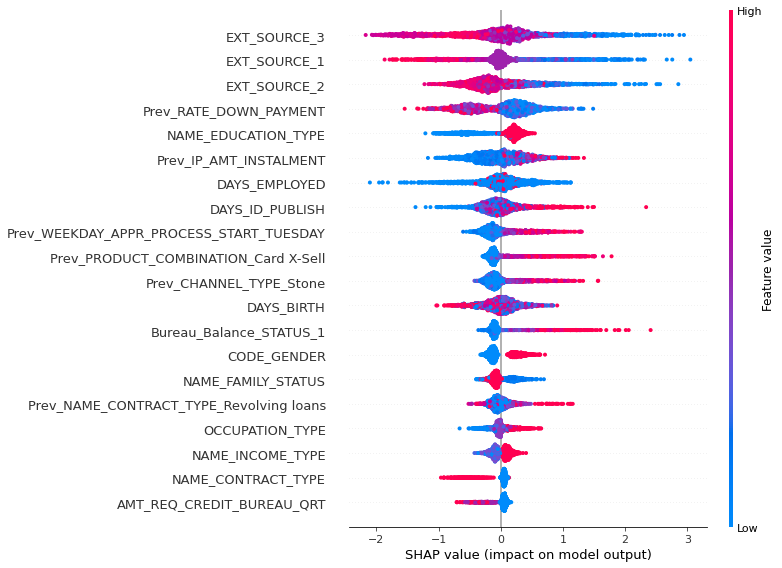 High
EXT_SOURCE_3
EXT_SOURCE_1
EXT_SOURCE_2
Prev_RATE_DOWN_PAYMENT
NAME_EDUCATION_TYPE
Prev_IP_AMT_INSTALMENT
DAYS_EMPLOYED
DAYS_ID_PUBLISH
Prev_WEEKDAY_APPR_PROCESS_START_TUESDAY
Prev_PRODUCT_COMBINATION_Card X-Sell
Prev_CHANNEL_TYPE_Stone
DAYS_BIRTH
Bureau_Balance_STATUS_1
CODE_GENDER
NAME_FAMILY_STATUS
Prev_NAME_CONTRACT_TYPE_Revolving loans
OCCUPATION_TYPE
NAME_INCOME_TYPE
NAME_CONTRACT_TYPE
AMT_REQ_CREDIT_BUREAU_QRT
Feature value
Low
−2 −1 0 1 2 3
SHAP value (impact on model output)